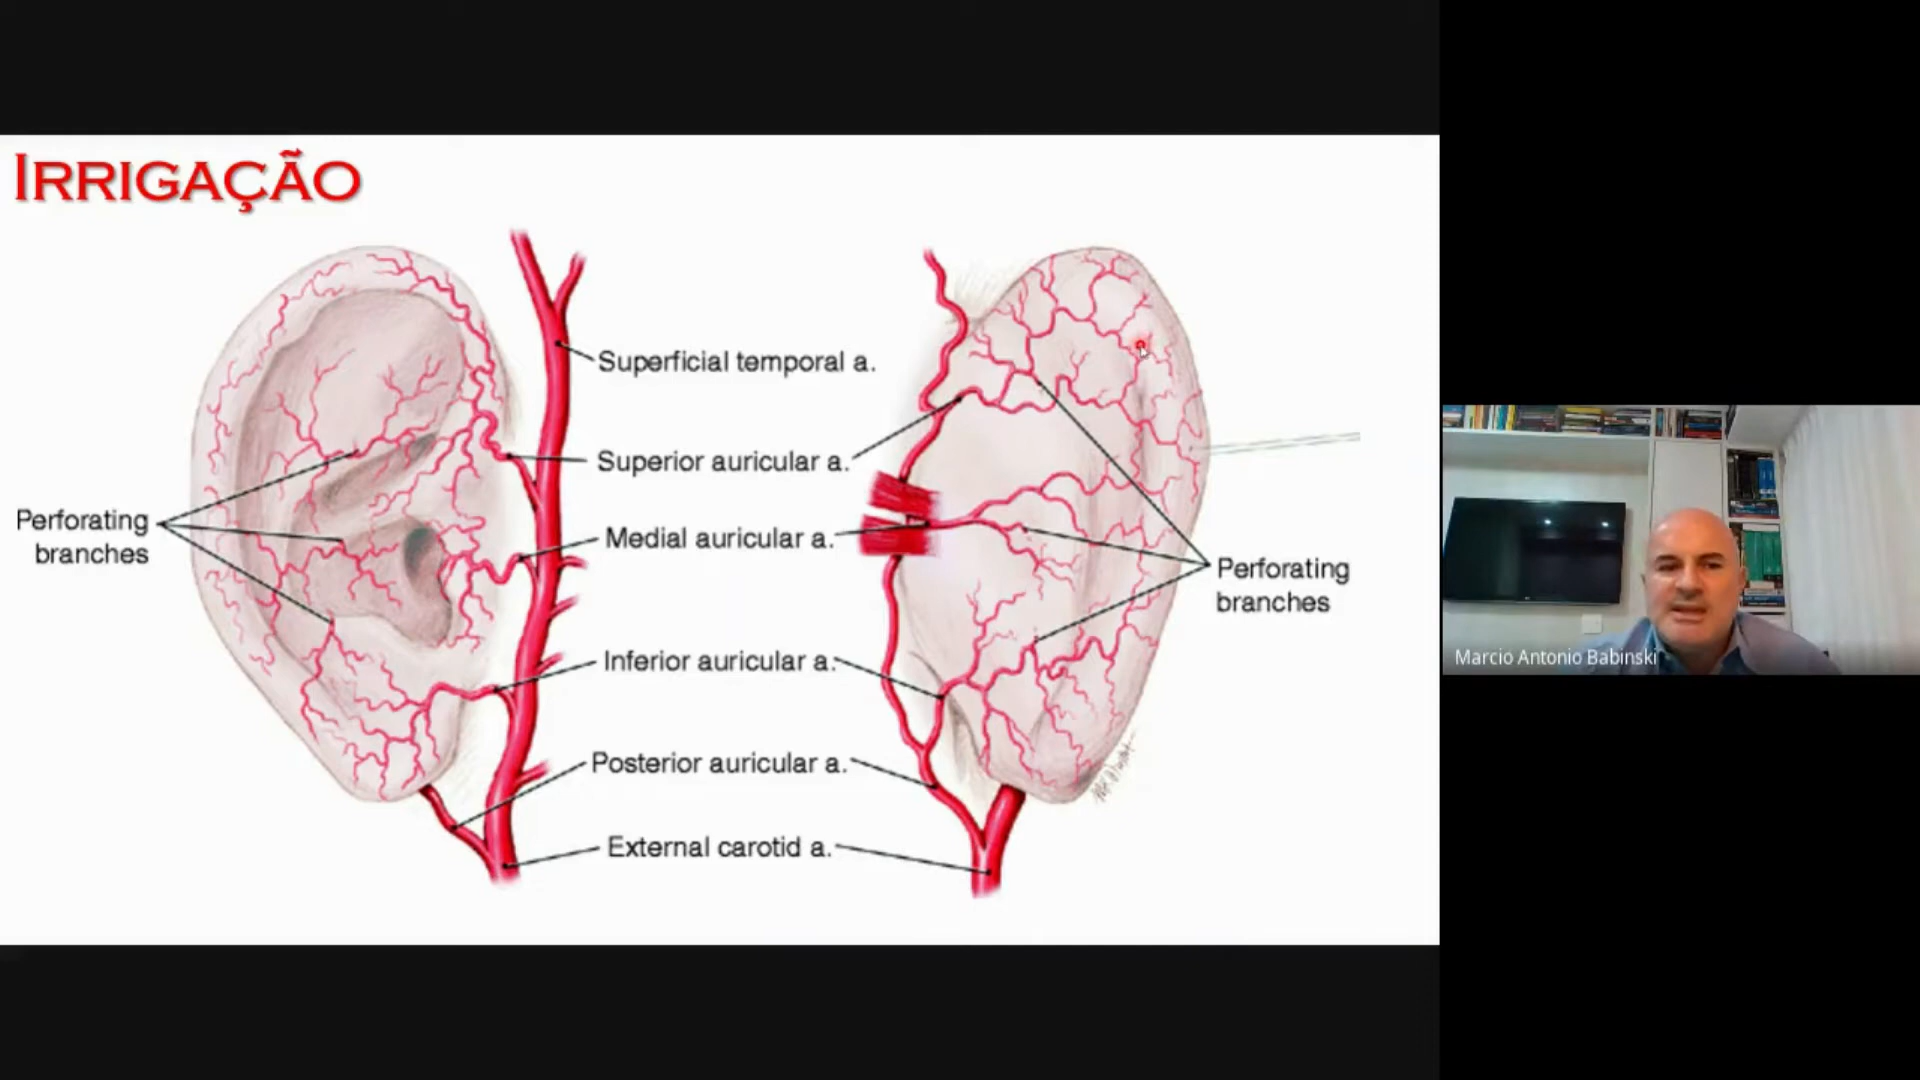 IRRIGAÇÃO
Superficial temporal a.
Superior auricular a.
Perforating
branches
Medial auricular a.
Perforating
branches
Inferior auricular a.
Posterior auricular a.
External carotid a.
Marcio Antonio Babinski